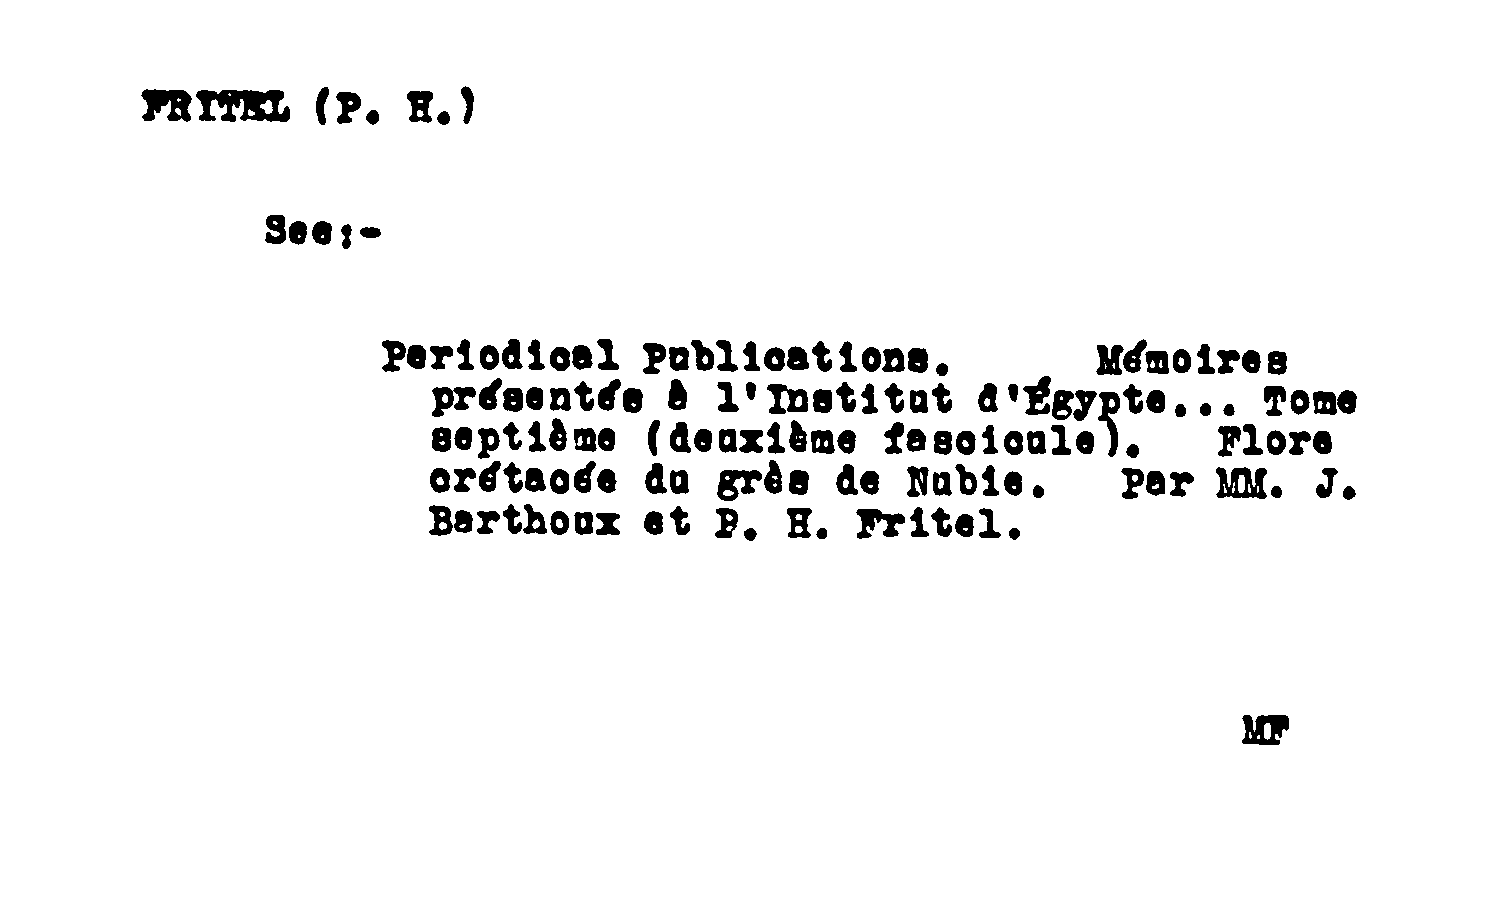 FRITEL (P. H.)
See:-
Periodical Publications. Mémoires
présentés à l'Institut d'Égypte... Tome
septième (deuxième fascicule). Flore
crétacée du grès de Nubie. Par MM. J.
Barthoux et P. H. Fritel.
MF